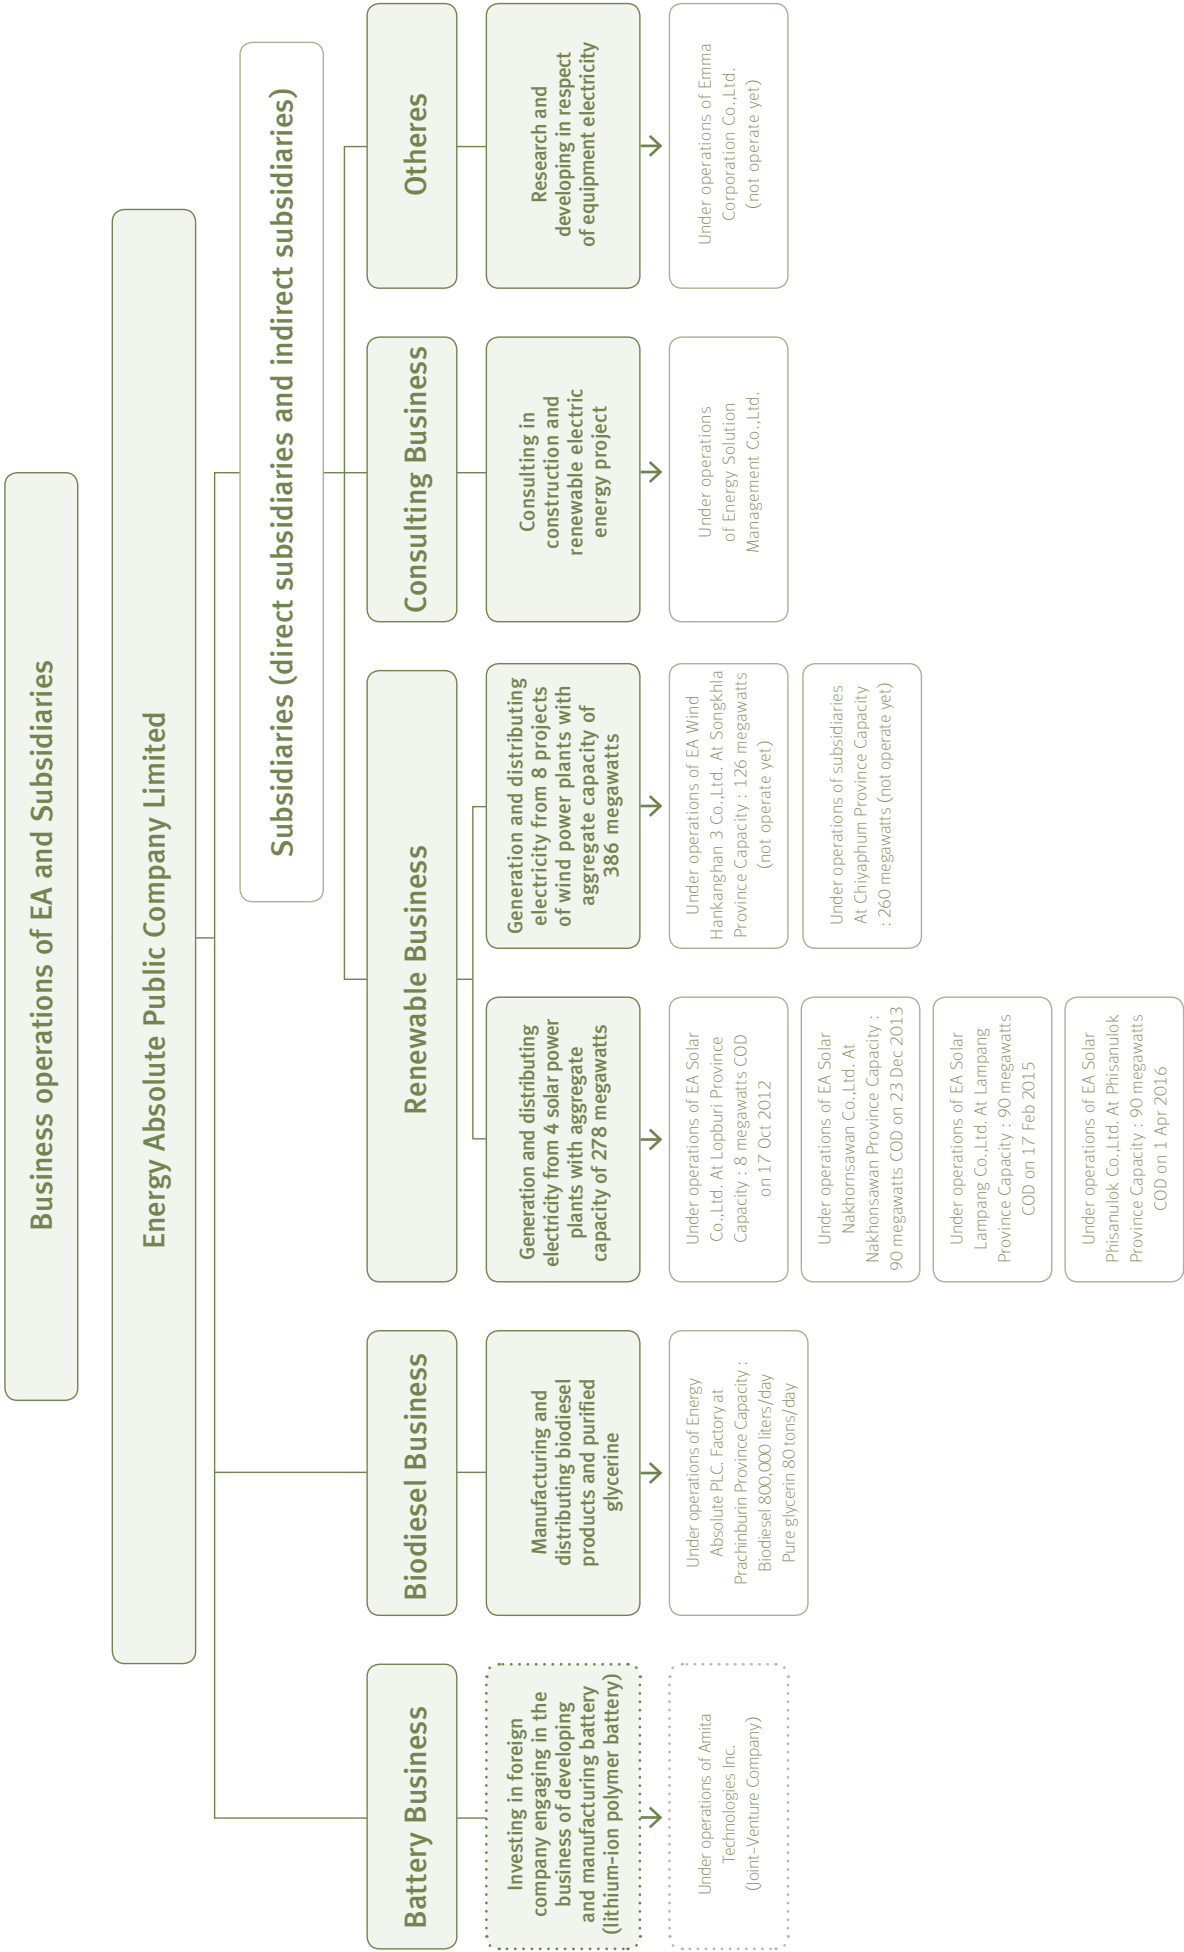 Business operations of EA and Subsidiaries
Energy Absolute Public Company Limited
Subsidiaries (direct subsidiaries and indirect subsidiaries)
Battery Business
Investing in foreign
company engaging in the
business of developing
and manufacturing battery
(lithium-ion polymer battery)
Under operations of Amita
Technologies Inc.
(Joint-Venture Company)
Biodiesel Business
Manufacturing and
distributing biodiesel
products and purified
glycerine
Under operations of Energy
Absolute PLC. Factory at
Prachinburin Province Capacity :
Biodiesel 800,000 liters/day
Pure glycerin 80 tons/day
Renewable Business
Generation and distributing
electricity from 4 solar power
plants with aggregate
capacity of 278 megawatts
Under operations of EA Solar
Co.,Ltd. At Lopburi Province
Capacity : 8 megawatts COD
on 17 Oct 2012
Under operations of EA Solar
Nakhornsawan Co.,Ltd. At
Nakhonsawan Province Capacity :
90 megawatts COD on 23 Dec 2013
Under operations of EA Solar
Lampang Co.,Ltd. At Lampang
Province Capacity : 90 megawatts
COD on 17 Feb 2015
Under operations of EA Solar
Phisanulok Co.,Ltd. At Phisanulok
Province Capacity : 90 megawatts
COD on 1 Apr 2016
Generation and distributing
electricity from 8 projects
of wind power plants with
aggregate capacity of
386 megawatts
Under operations of EA Wind
Hankanghan 3 Co.,Ltd. At Songkhla
Province Capacity : 126 megawatts
(not operate yet)
Under operations of subsidiaries
At Chiyaphum Province Capacity
: 260 megawatts (not operate yet)
Consulting Business
Consulting in
construction and
renewable electric
energy project
Under operations
of Energy Solution
Management Co.,Ltd.
Otheres
Research and
developing in respect
of equipment electricity
Under operations of Emma
Corporation Co.,Ltd.
(not operate yet)